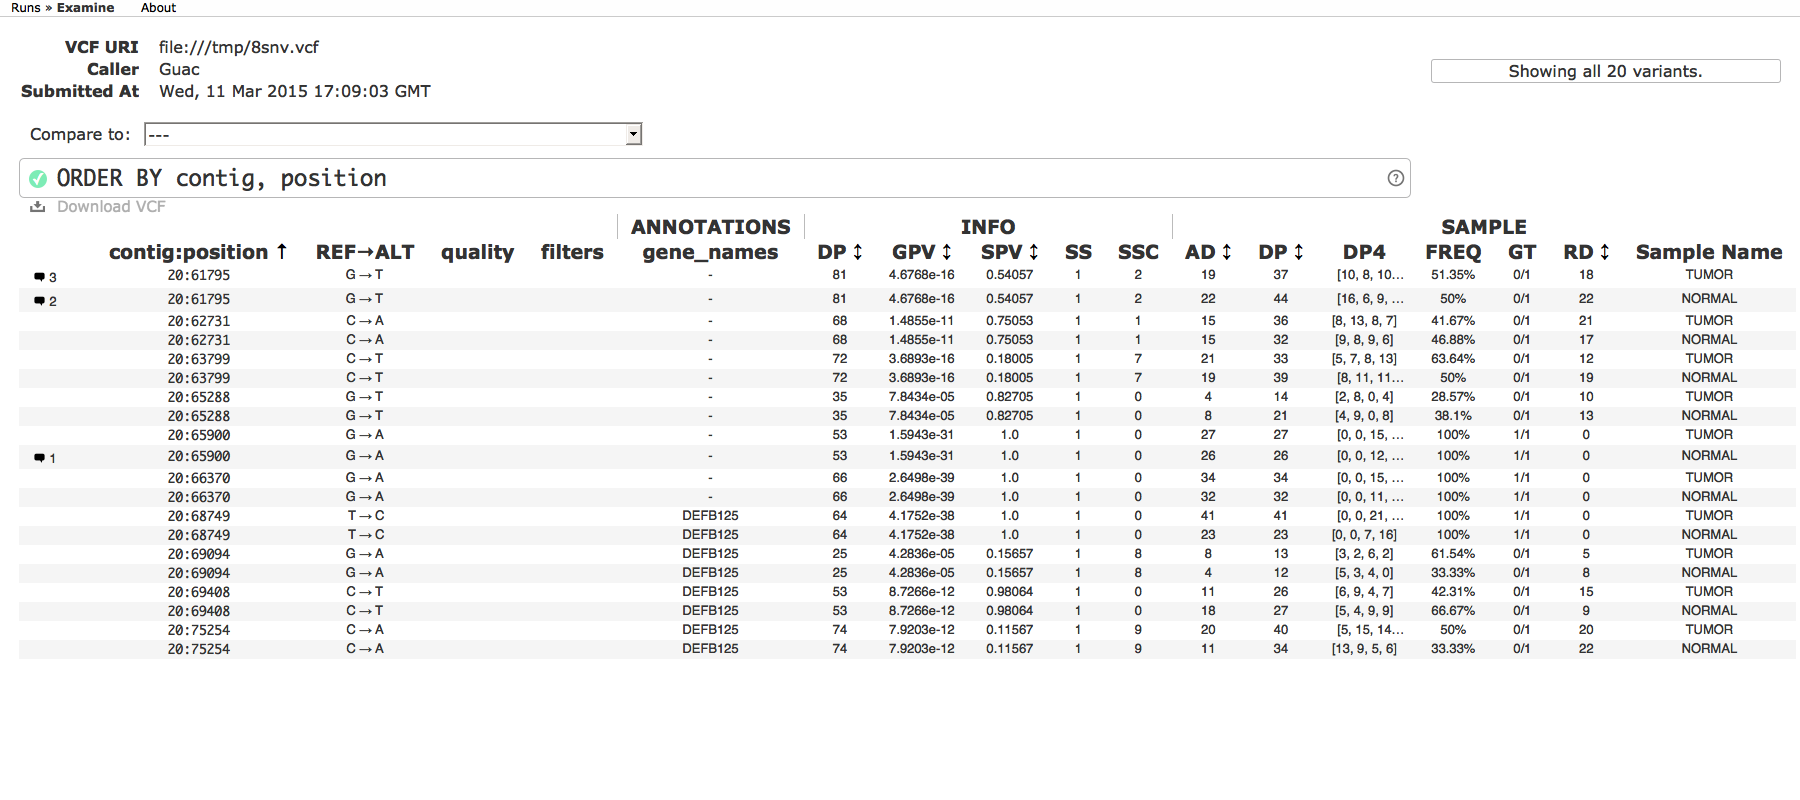 Runs » Examine About
VCF URI file:///tmp/8snv.vcf
Caller Guac
Submitted At Wed, 11 Mar 2015 17:09:03 GMT
Showing all 20 variants.
Compare to: ---
ORDER BY contig, position ?
Download VCF
ANNOTATIONS INFO SAMPLE
contig:position ↑ REF→ALT quality filters gene_names DP ↕ GPV ↕ SPV ↕ SS SSC AD ↕ DP ↕ DP4 FREQ GT RD ↕ Sample Name
3 20:61795 G→T - 81 4.6768e-16 0.54057 1 2 19 37 [10, 8, 10... 51.35% 0/1 18 TUMOR
2 20:61795 G→T - 81 4.6768e-16 0.54057 1 2 22 44 [16, 6, 9, ... 50% 0/1 22 NORMAL
20:62731 C→A - 68 1.4855e-11 0.75053 1 1 15 36 [8, 13, 8, 7] 41.67% 0/1 21 TUMOR
20:62731 C→A - 68 1.4855e-11 0.75053 1 1 15 32 [9, 8, 9, 6] 46.88% 0/1 17 NORMAL
20:63799 C→T - 72 3.6893e-16 0.18005 1 7 21 33 [5, 7, 8, 13] 63.64% 0/1 12 TUMOR
20:63799 C→T - 72 3.6893e-16 0.18005 1 7 19 39 [8, 11, 11... 50% 0/1 19 NORMAL
20:65288 G→T - 35 7.8434e-05 0.82705 1 0 4 14 [2, 8, 0, 4] 28.57% 0/1 10 TUMOR
20:65288 G→T - 35 7.8434e-05 0.82705 1 0 8 21 [4, 9, 0, 8] 38.1% 0/1 13 NORMAL
20:65900 G→A - 53 1.5943e-31 1.0 1 0 27 27 [0, 0, 15, ... 100% 1/1 0 TUMOR
1 20:65900 G→A - 53 1.5943e-31 1.0 1 0 26 26 [0, 0, 12, ... 100% 1/1 0 NORMAL
20:66370 G→A - 66 2.6498e-39 1.0 1 0 34 34 [0, 0, 15, ... 100% 1/1 0 TUMOR
20:66370 G→A - 66 2.6498e-39 1.0 1 0 32 32 [0, 0, 11, ... 100% 1/1 0 NORMAL
20:68749 T→C DEFB125 64 4.1752e-38 1.0 1 0 41 41 [0, 0, 21, ... 100% 1/1 0 TUMOR
20:68749 T→C DEFB125 64 4.1752e-38 1.0 1 0 23 23 [0, 0, 7, 16] 100% 1/1 0 NORMAL
20:69094 G→A DEFB125 25 4.2836e-05 0.15657 1 8 8 13 [3, 2, 6, 2] 61.54% 0/1 5 TUMOR
20:69094 G→A DEFB125 25 4.2836e-05 0.15657 1 8 4 12 [5, 3, 4, 0] 33.33% 0/1 8 NORMAL
20:69408 C→T DEFB125 53 8.7266e-12 0.98064 1 0 11 26 [6, 9, 4, 7] 42.31% 0/1 15 TUMOR
20:69408 C→T DEFB125 53 8.7266e-12 0.98064 1 0 18 27 [5, 4, 9, 9] 66.67% 0/1 9 NORMAL
20:75254 C→A DEFB125 74 7.9203e-12 0.11567 1 9 20 40 [5, 15, 14... 50% 0/1 20 TUMOR
20:75254 C→A DEFB125 74 7.9203e-12 0.11567 1 9 11 34 [13, 9, 5, 6] 33.33% 0/1 22 NORMAL